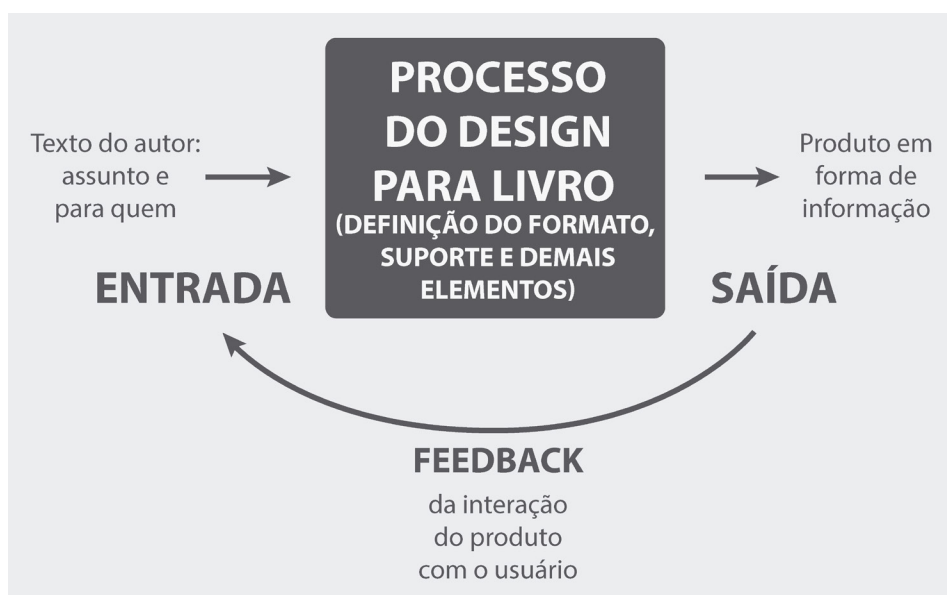 PROCESSO
DO DESIGN
PARA LIVRO
(DEFINIÇÃO DO FORMATO,
SUPORTE E DEMAIS
ELEMENTOS)
Texto do autor:
assunto e
para quem
ENTRADA
Produto em
forma de
informação
SAÍDA
FEEDBACK
da interação
do produto
com o usuário